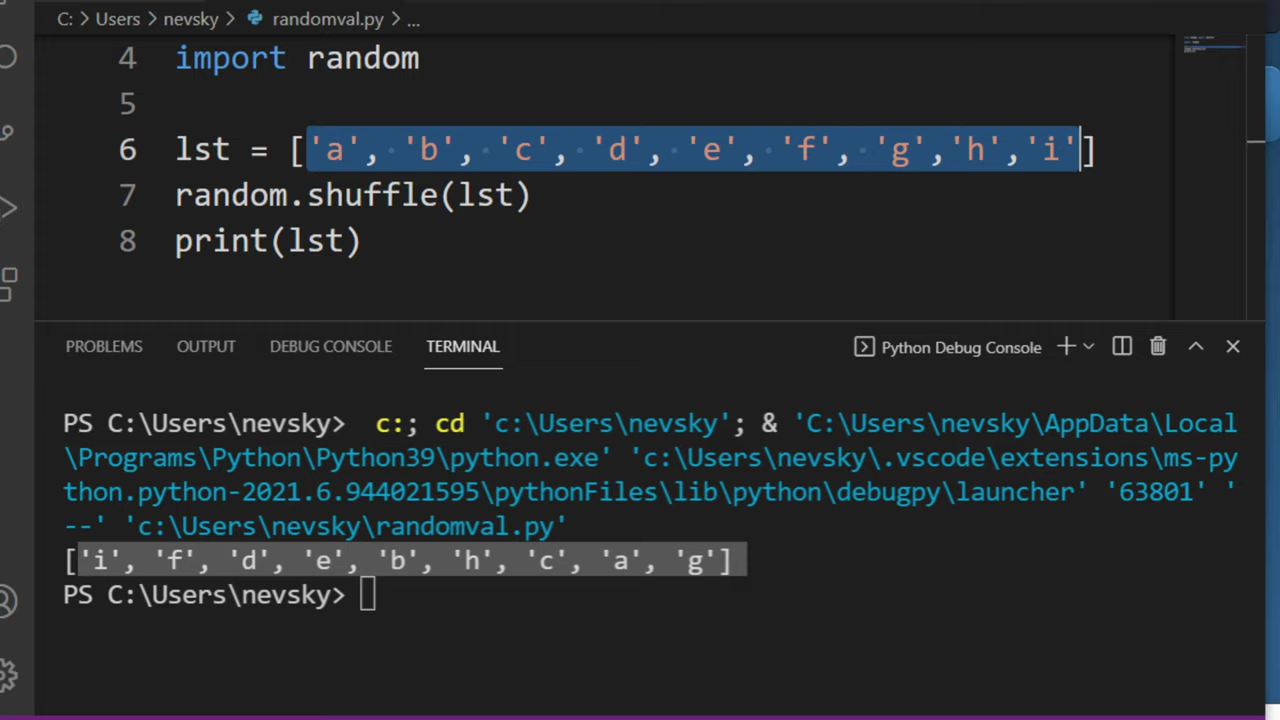 C: > Users > nevsky > randomval.py > ...
4 import random
5
6 lst = ['a', 'b', 'c', 'd', 'e', 'f', 'g','h','i']
7 random.shuffle(lst)
8 print(lst)
PROBLEMS OUTPUT DEBUG CONSOLE TERMINAL Python Debug Console
PS C:\Users\nevsky> c:; cd 'c:\Users\nevsky'; & 'C:\Users\nevsky\AppData\Local
\Programs\Python\Python39\python.exe' 'c:\Users\nevsky\.vscode\extensions\ms-py
thon.python-2021.6.944021595\pythonFiles\lib\python\debugpy\launcher' '63801' '
--' 'c:\Users\nevsky\randomval.py'
['i', 'f', 'd', 'e', 'b', 'h', 'c', 'a', 'g']
PS C:\Users\nevsky>